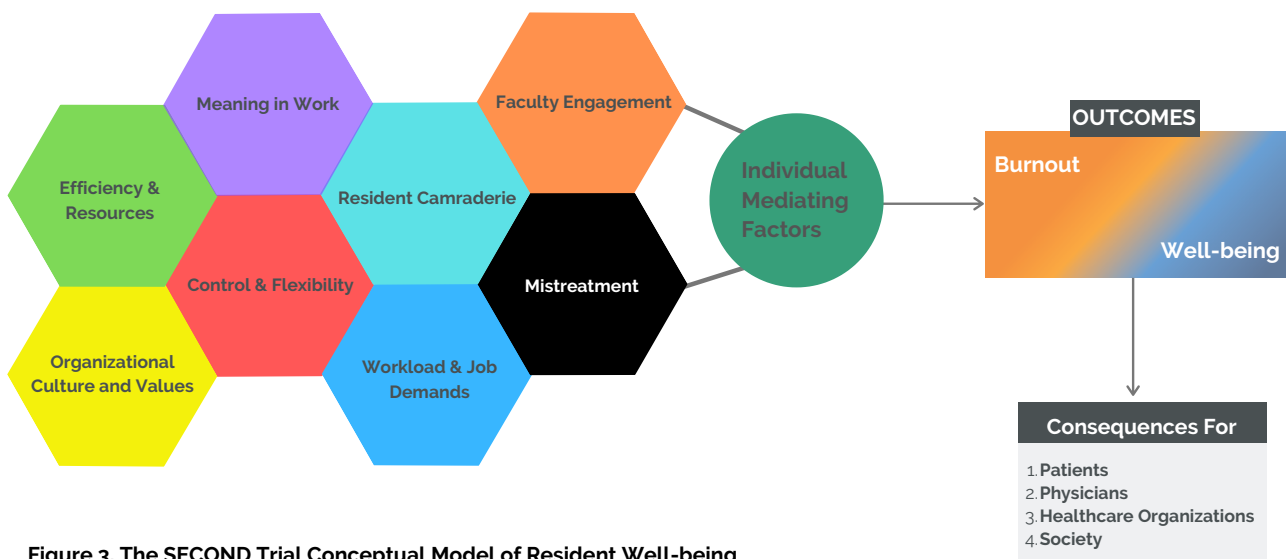 Meaning in Work
Faculty Engagement
Efficiency &
Resources
Resident Camraderie
Control & Flexibility
Mistreatment
Organizational
Culture and Values
Workload & Job
Demands
Individual
Mediating
Factors
OUTCOMES
Burnout
Well-being
Consequences For
1. Patients
2. Physicians
3. Healthcare Organizations
4. Society
Figure 3. The SECOND Trial Conceptual Model of Resident Well-being